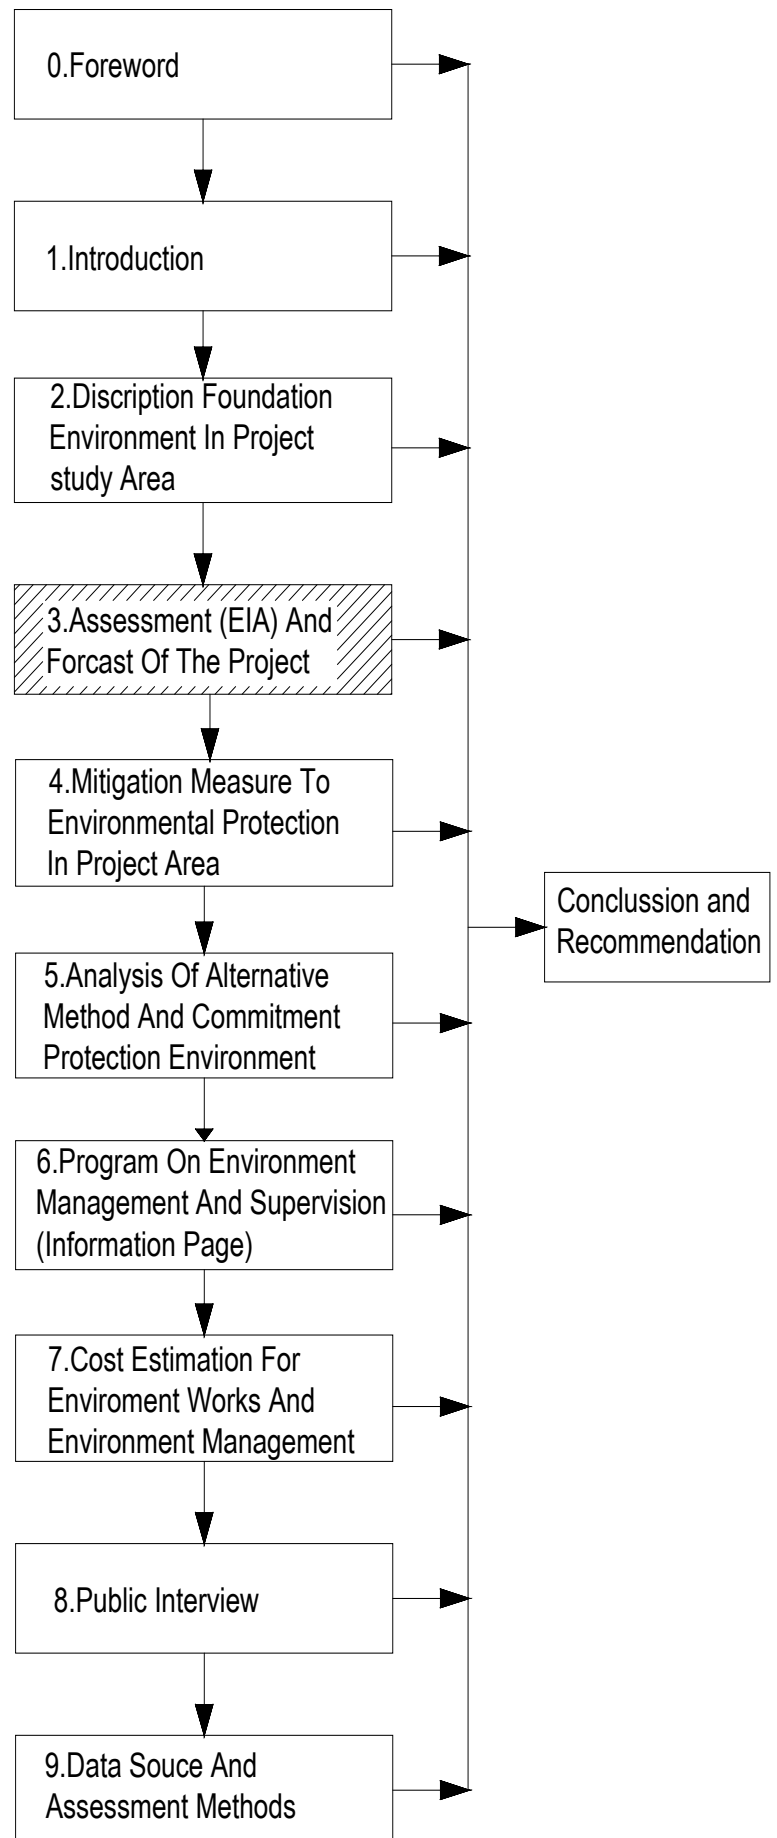 0.Foreword
1.Introduction
2.Discription Foundation
Environment In Project
study Area
3.Assessment (EIA) And
Forcast Of The Project
4.Mitigation Measure To
Environmental Protection
In Project Area
5.Analysis Of Alternative
Method And Commitment
Protection Environment
6.Program On Environment
Management And Supervision
(Information Page)
7.Cost Estimation For
Enviroment Works And
Environment Management
8.Public Interview
9.Data Souce And
Assessment Methods
Conclussion and
Recommendation